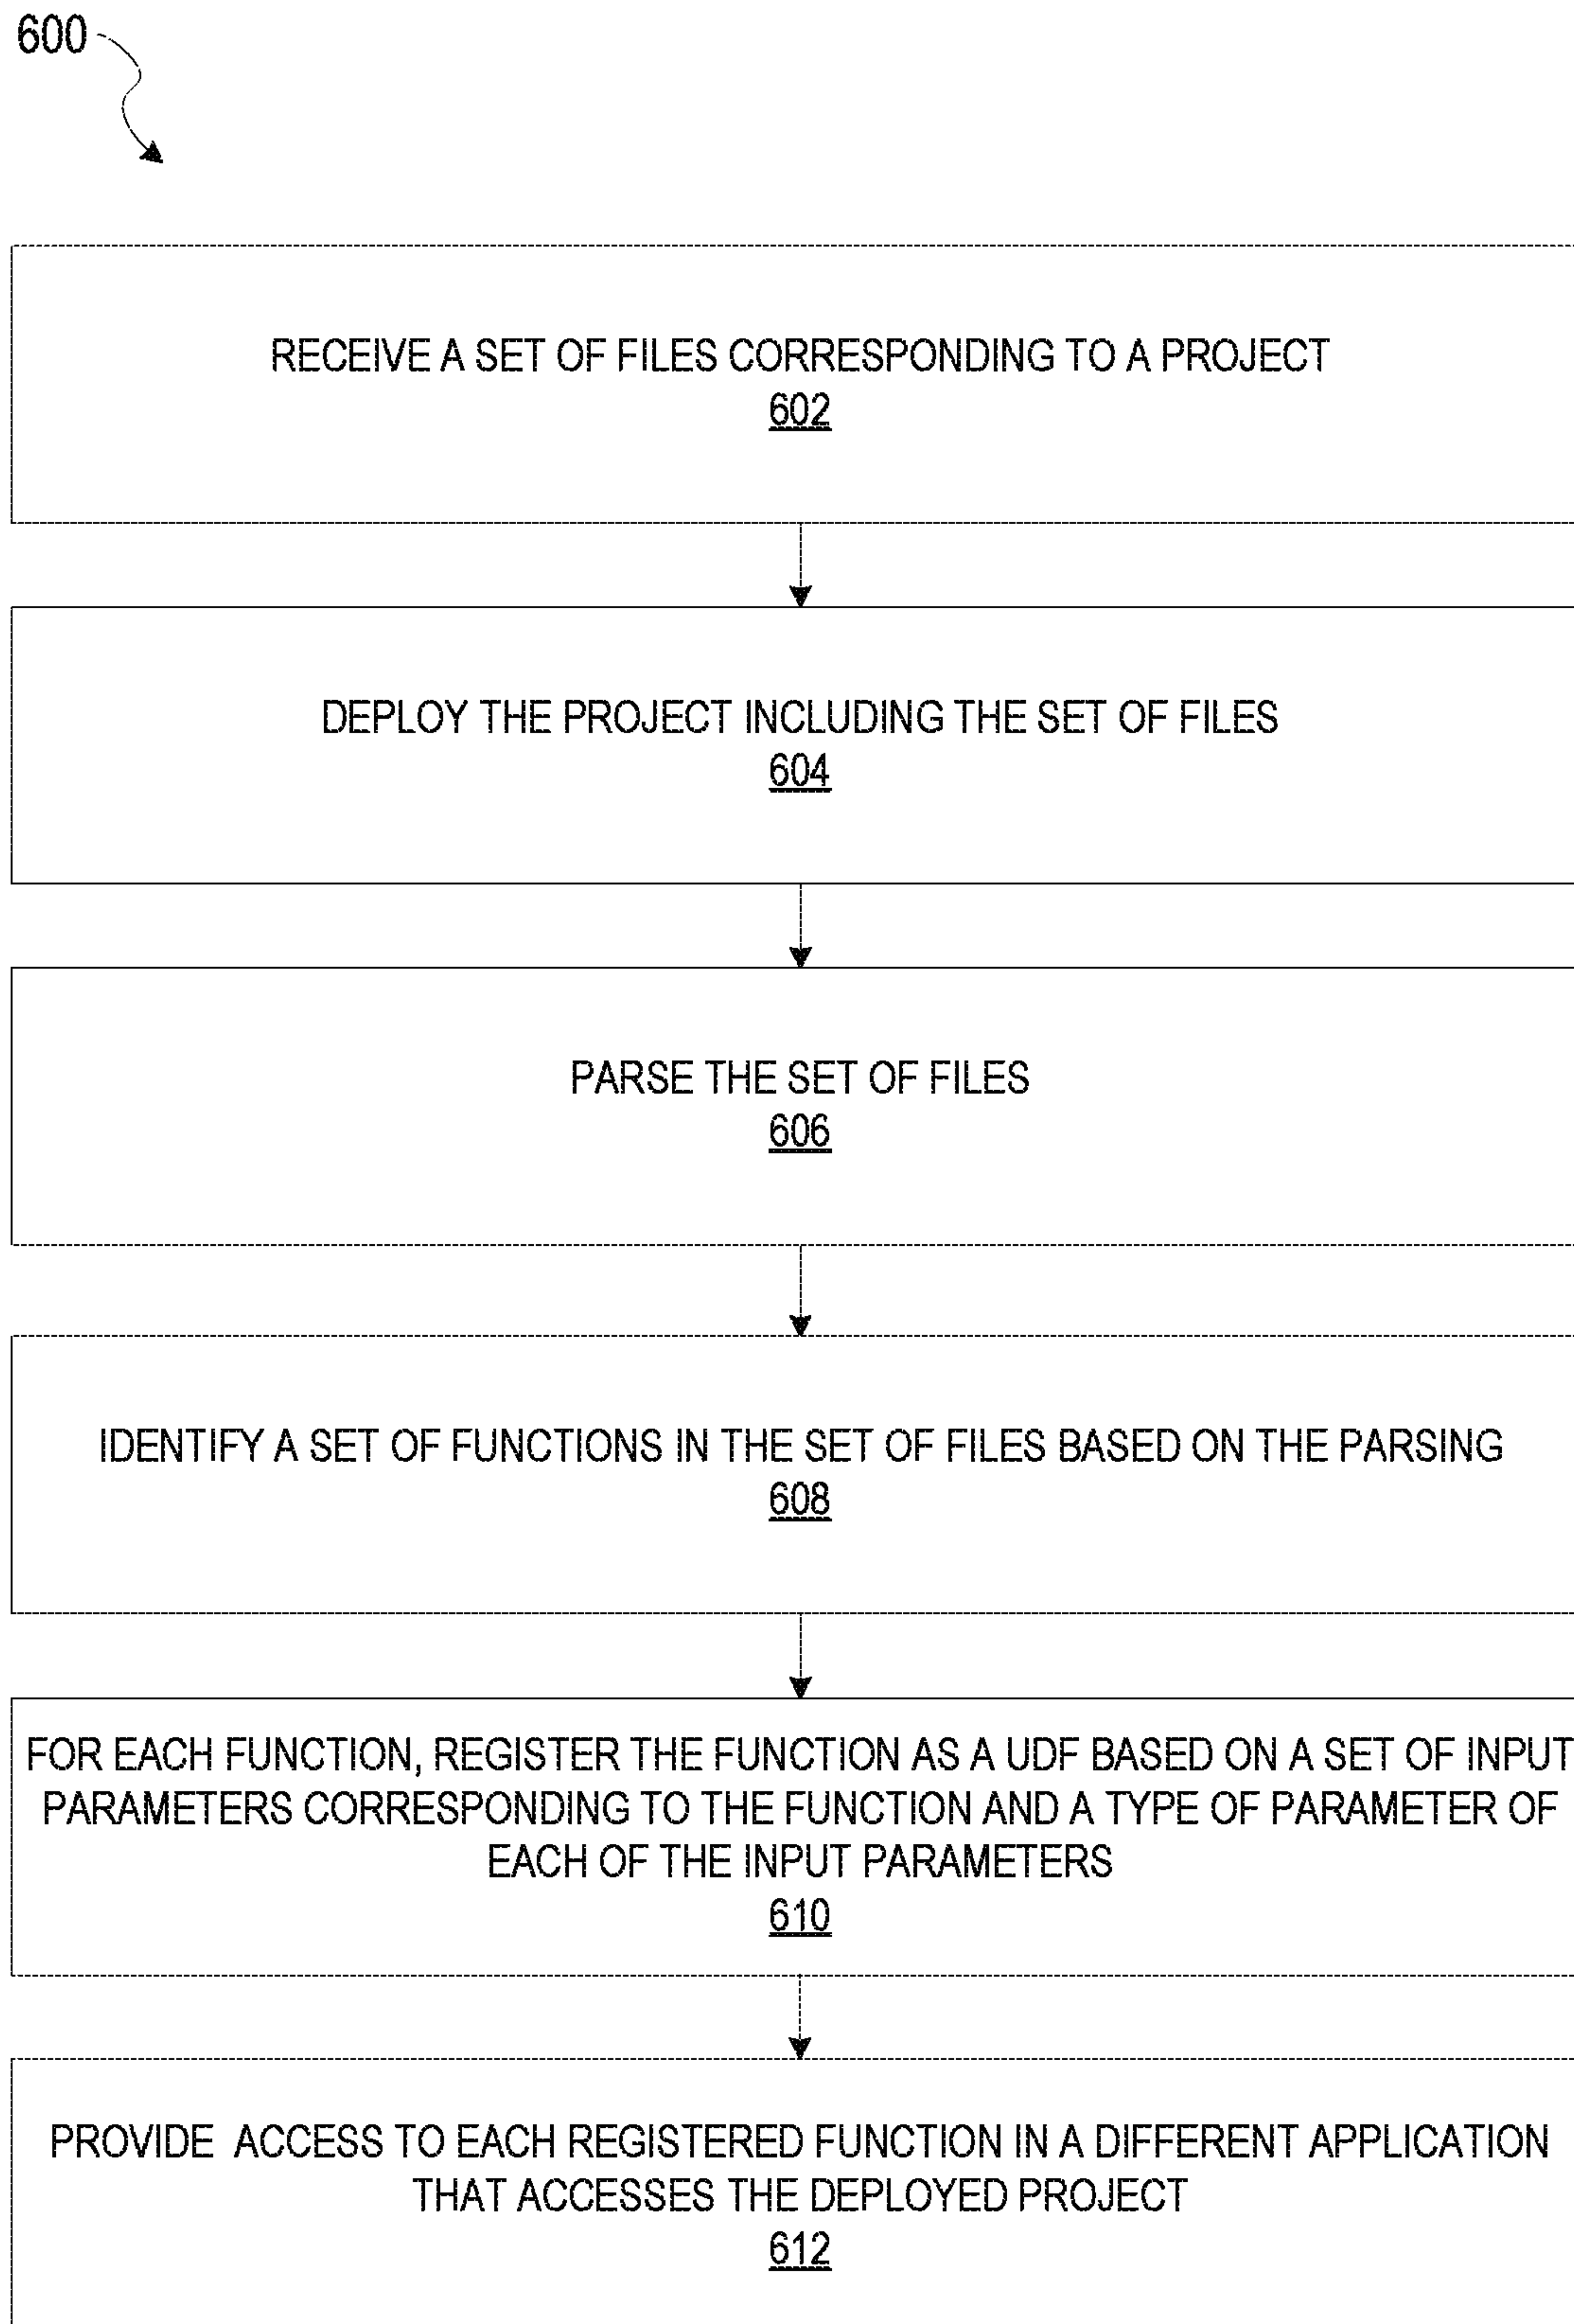 600
RECEIVE A SET OF FILES CORRESPONDING TO A PROJECT
602
DEPLOY THE PROJECT INCLUDING THE SET OF FILES
604
PARSE THE SET OF FILES
606
IDENTIFY A SET OF FUNCTIONS IN THE SET OF FILES BASED ON THE PARSING
608
FOR EACH FUNCTION, REGISTER THE FUNCTION AS A UDF BASED ON A SET OF INPUT
PARAMETERS CORRESPONDING TO THE FUNCTION AND A TYPE OF PARAMETER OF
EACH OF THE INPUT PARAMETERS
610
PROVIDE ACCESS TO EACH REGISTERED FUNCTION IN A DIFFERENT APPLICATION
THAT ACCESSES THE DEPLOYED PROJECT
612